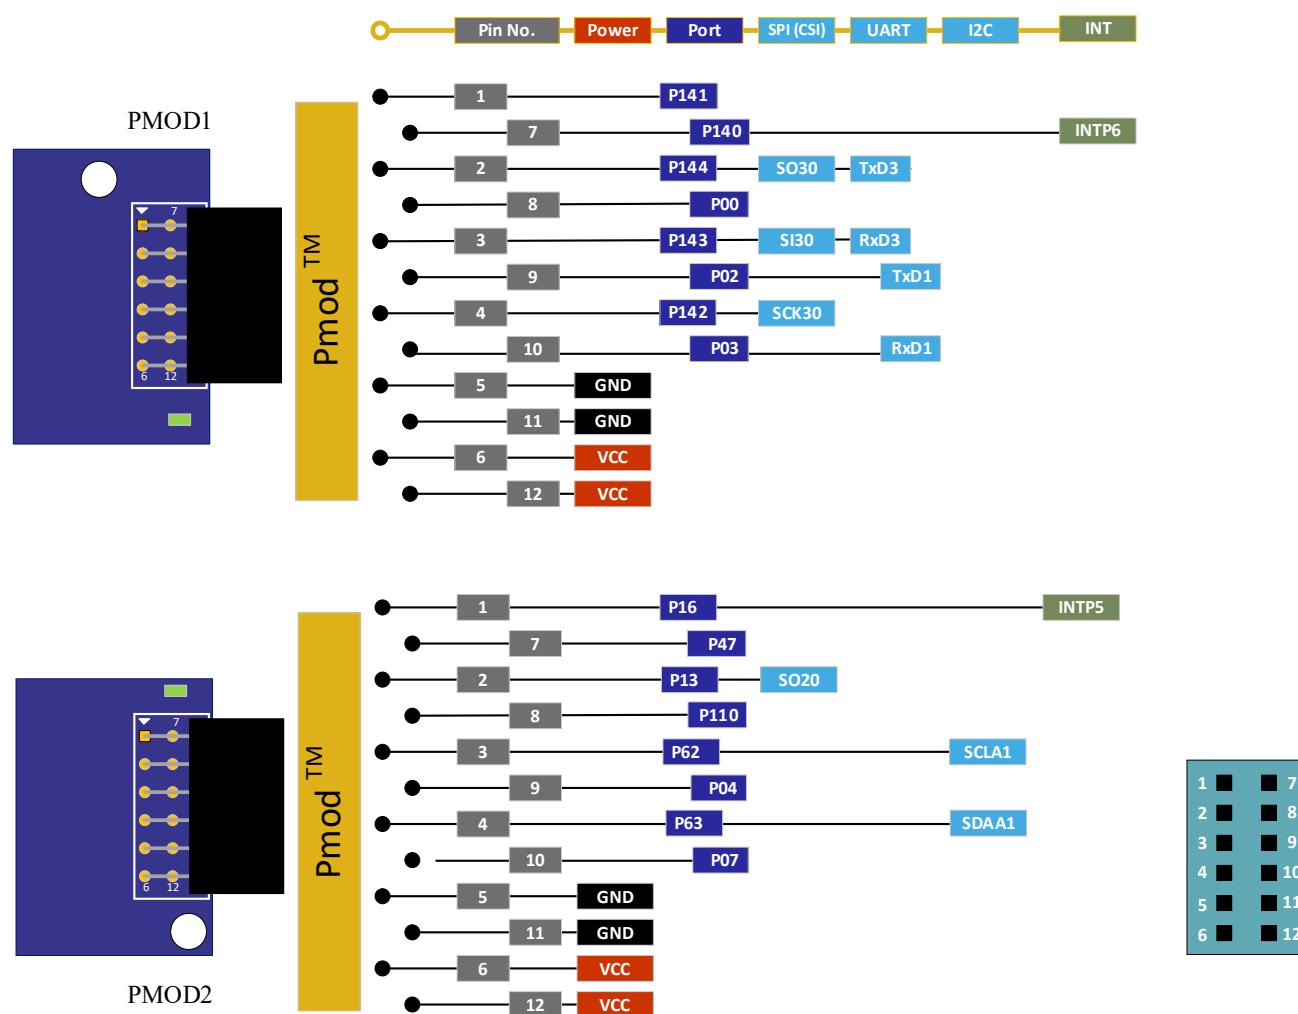 Pin No. Power Port SPI (CSI) UART I2C INT
PMOD1
7
6 12
Pmod TM
1 P141
7 P140 INTP6
2 P144 SO30 TxD3
8 P00
3 P143 SI30 RxD3
9 P02 TxD1
4 P142 SCK30
10 P03 RxD1
5 GND
11 GND
6 VCC
12 VCC
7
6 12
PMOD2
Pmod TM
1 P16 INTP5
7 P47
2 P13 SO20
8 P110
3 P62 SCLA1
9 P04
4 P63 SDAA1
10 P07
5 GND
11 GND
6 VCC
12 VCC
1 7
2 8
3 9
4 10
5 11
6 12